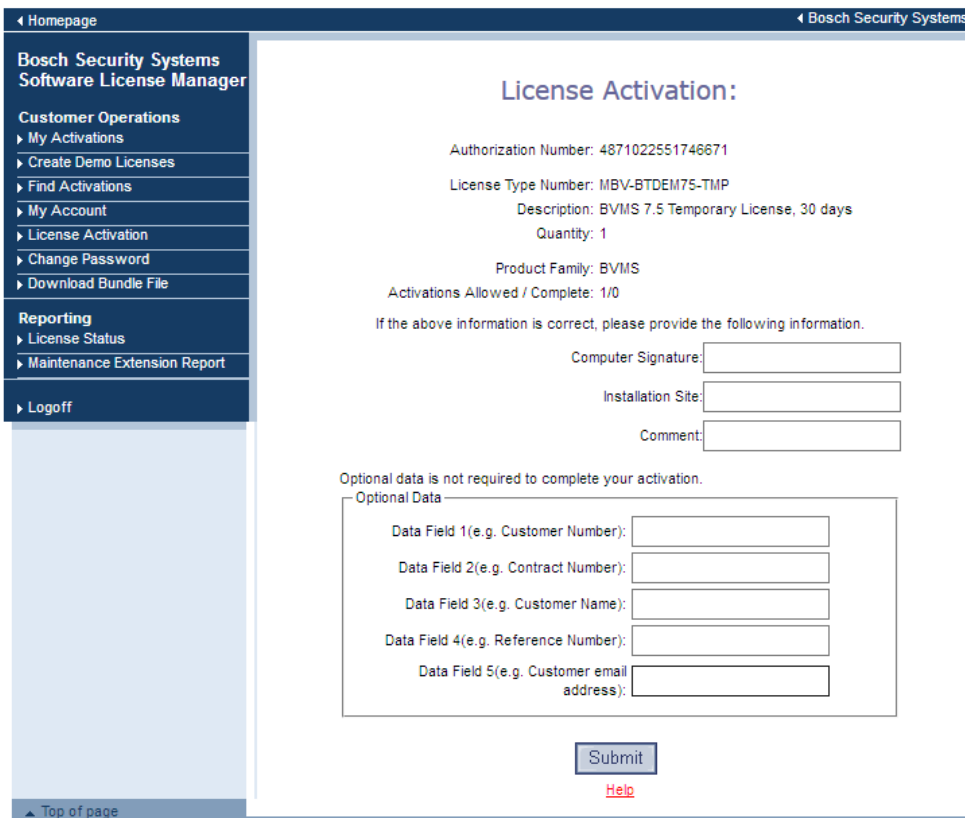 Homepage
Bosch Security Systems
Bosch Security Systems
Software License Manager
Customer Operations
My Activations
Create Demo Licenses
Find Activations
My Account
License Activation
Change Password
Download Bundle File
Reporting
License Status
Maintenance Extension Report
Logoff
License Activation:
Authorization Number: 4871022551746671
License Type Number: MBV-BTDEM75-TMP
Description: BVMS 7.5 Temporary License, 30 days
Quantity: 1
Product Family: BVMS
Activations Allowed / Complete: 1/0
If the above information is correct, please provide the following information.
Computer Signature:
Installation Site:
Comment:
Optional data is not required to complete your activation.
Optional Data
Data Field 1(e.g. Customer Number):
Data Field 2(e.g. Contract Number):
Data Field 3(e.g. Customer Name):
Data Field 4(e.g. Reference Number):
Data Field 5(e.g. Customer email
address):
Submit
Help
Top of page